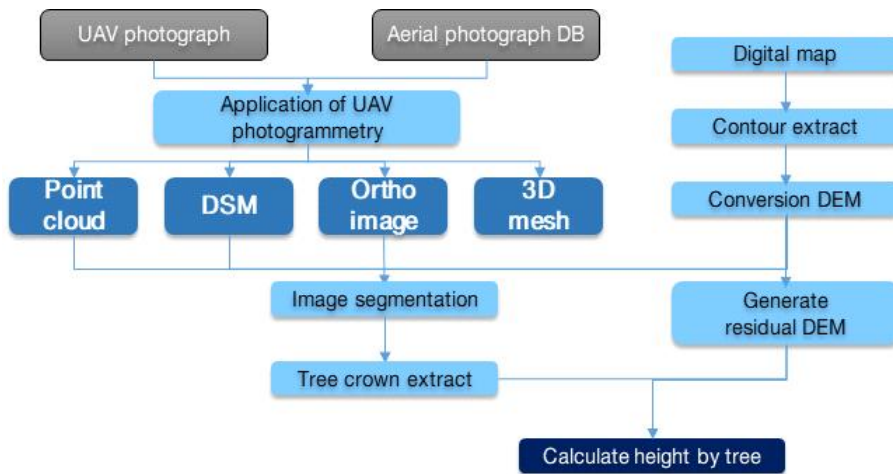 UAV photograph
Aerial photograph DB
Digital map
Application of UAV
photogrammetry
Contour extract
Point
cloud
DSM
Ortho
image
3D
mesh
Conversion DEM
Image segmentation
Generate
residual DEM
Tree crown extract
Calculate height by tree